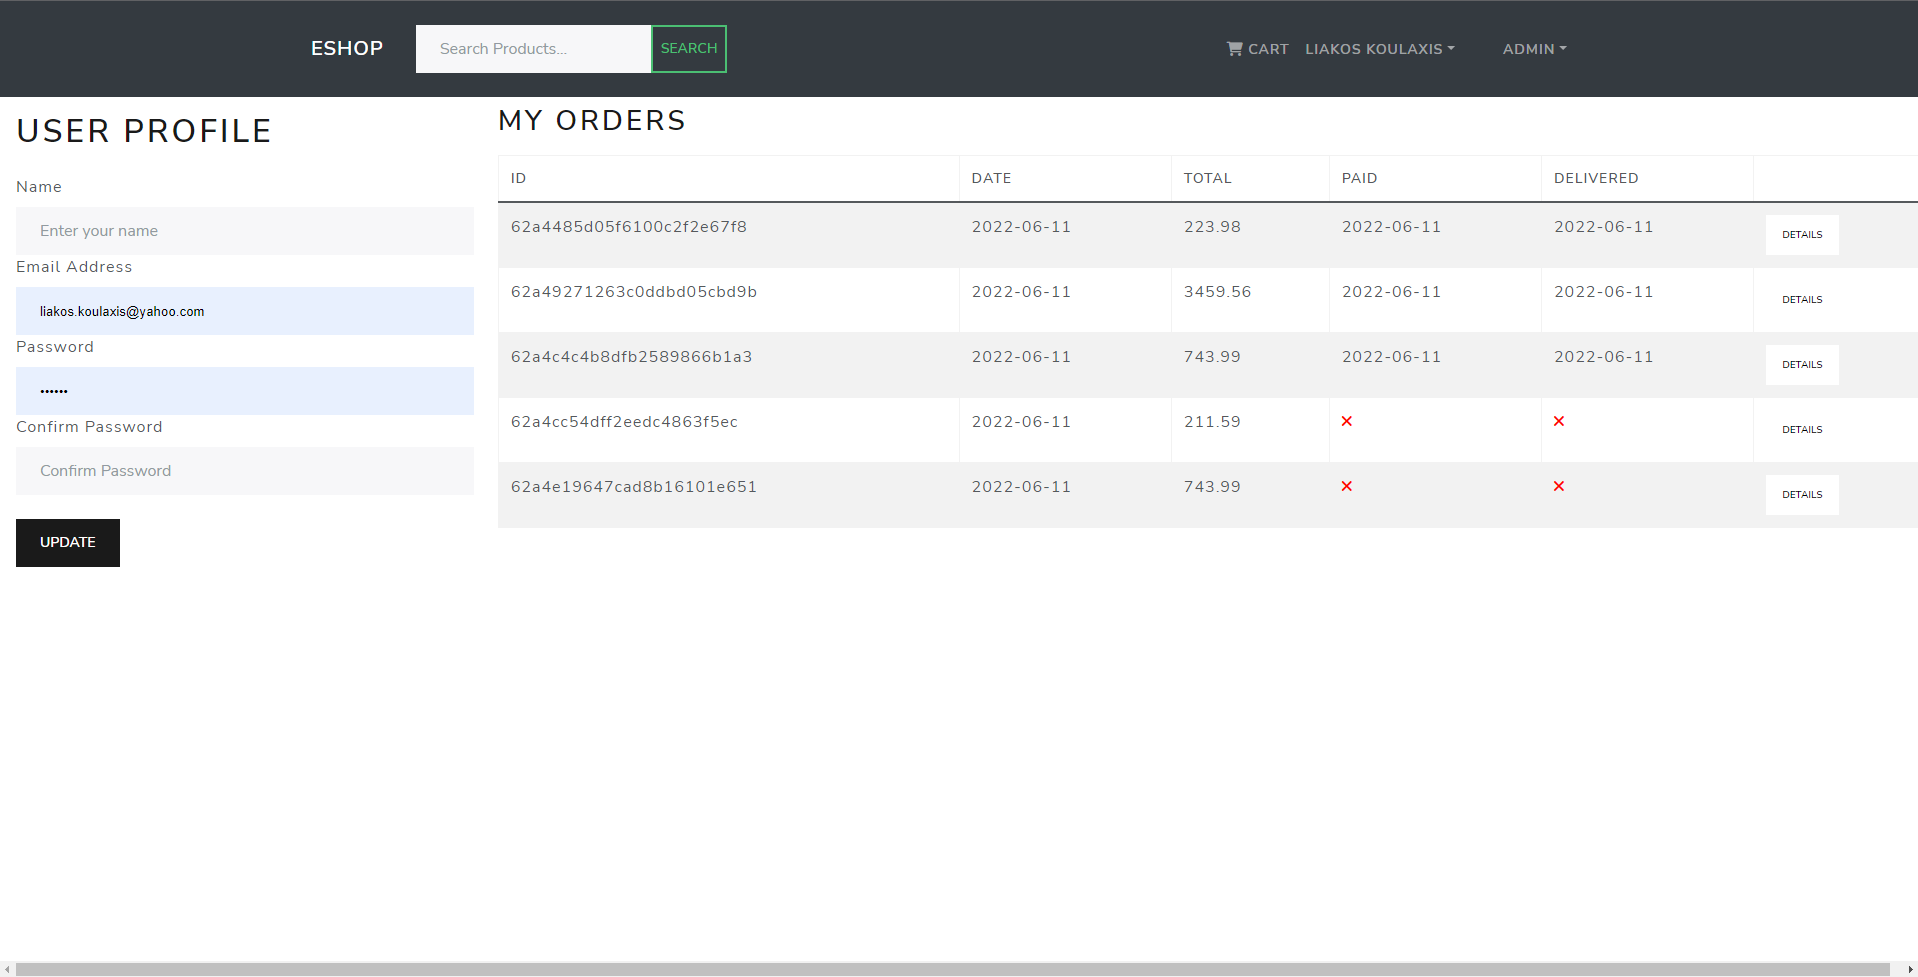 ESHOP Search Products... SEARCH CART LIAKOS KOULAXIS ADMIN
USER PROFILE
Name
Enter your name
Email Address
liakos.koulaxis@yahoo.com
Password
••••••
Confirm Password
Confirm Password
UPDATE
MY ORDERS
ID DATE TOTAL PAID DELIVERED
62a4485d05f6100c2f2e67f8 2022-06-11 223.98 2022-06-11 2022-06-11 DETAILS
62a49271263c0ddbd05cbd9b 2022-06-11 3459.56 2022-06-11 2022-06-11 DETAILS
62a4c4c4b8dfb2589866b1a3 2022-06-11 743.99 2022-06-11 2022-06-11 DETAILS
62a4cc54dff2eedc4863f5ec 2022-06-11 211.59 DETAILS
62a4e19647cad8b16101e651 2022-06-11 743.99 DETAILS